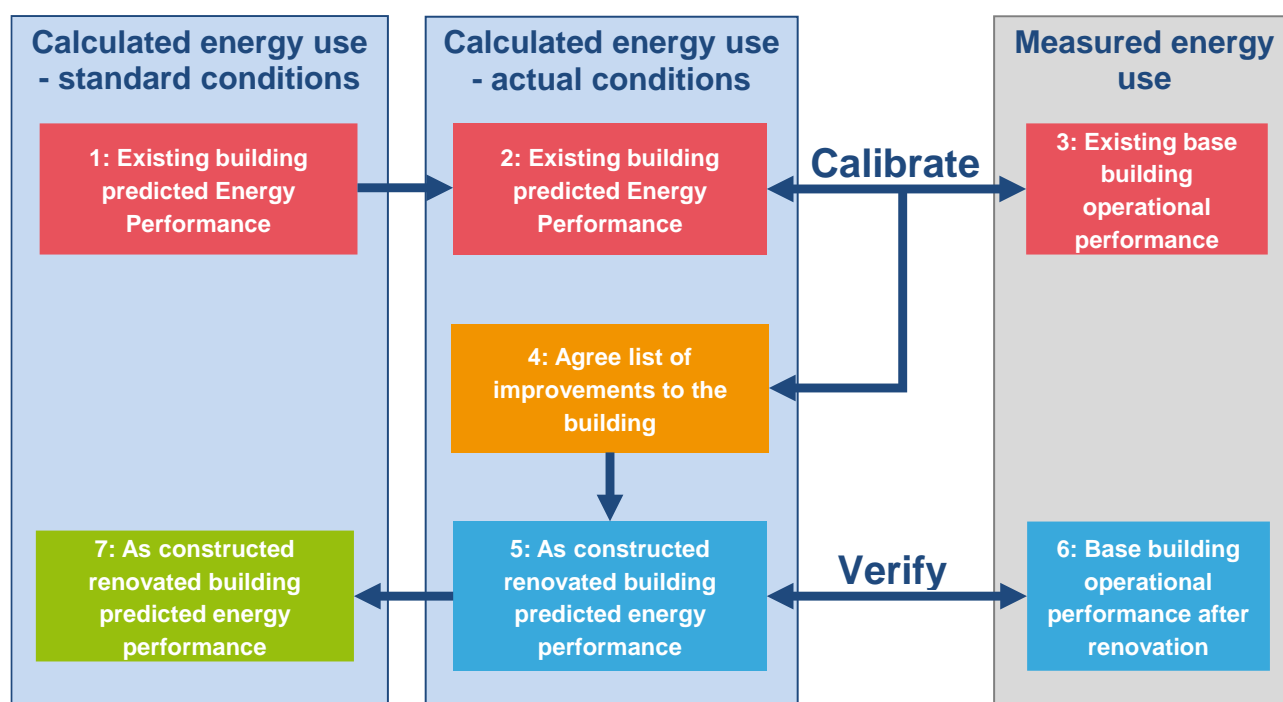 Calculated energy use
- standard conditions
Calculated energy use
- actual conditions
Measured energy
use
1: Existing building
predicted Energy
Performance
2: Existing building
predicted Energy
Performance
Calibrate
3: Existing base
building
operational
performance
4: Agree list of
improvements to the
building
7: As constructed
renovated building
predicted energy
performance
5: As constructed
renovated building
predicted energy
performance
Verify
6: Base building
operational
performance after
renovation